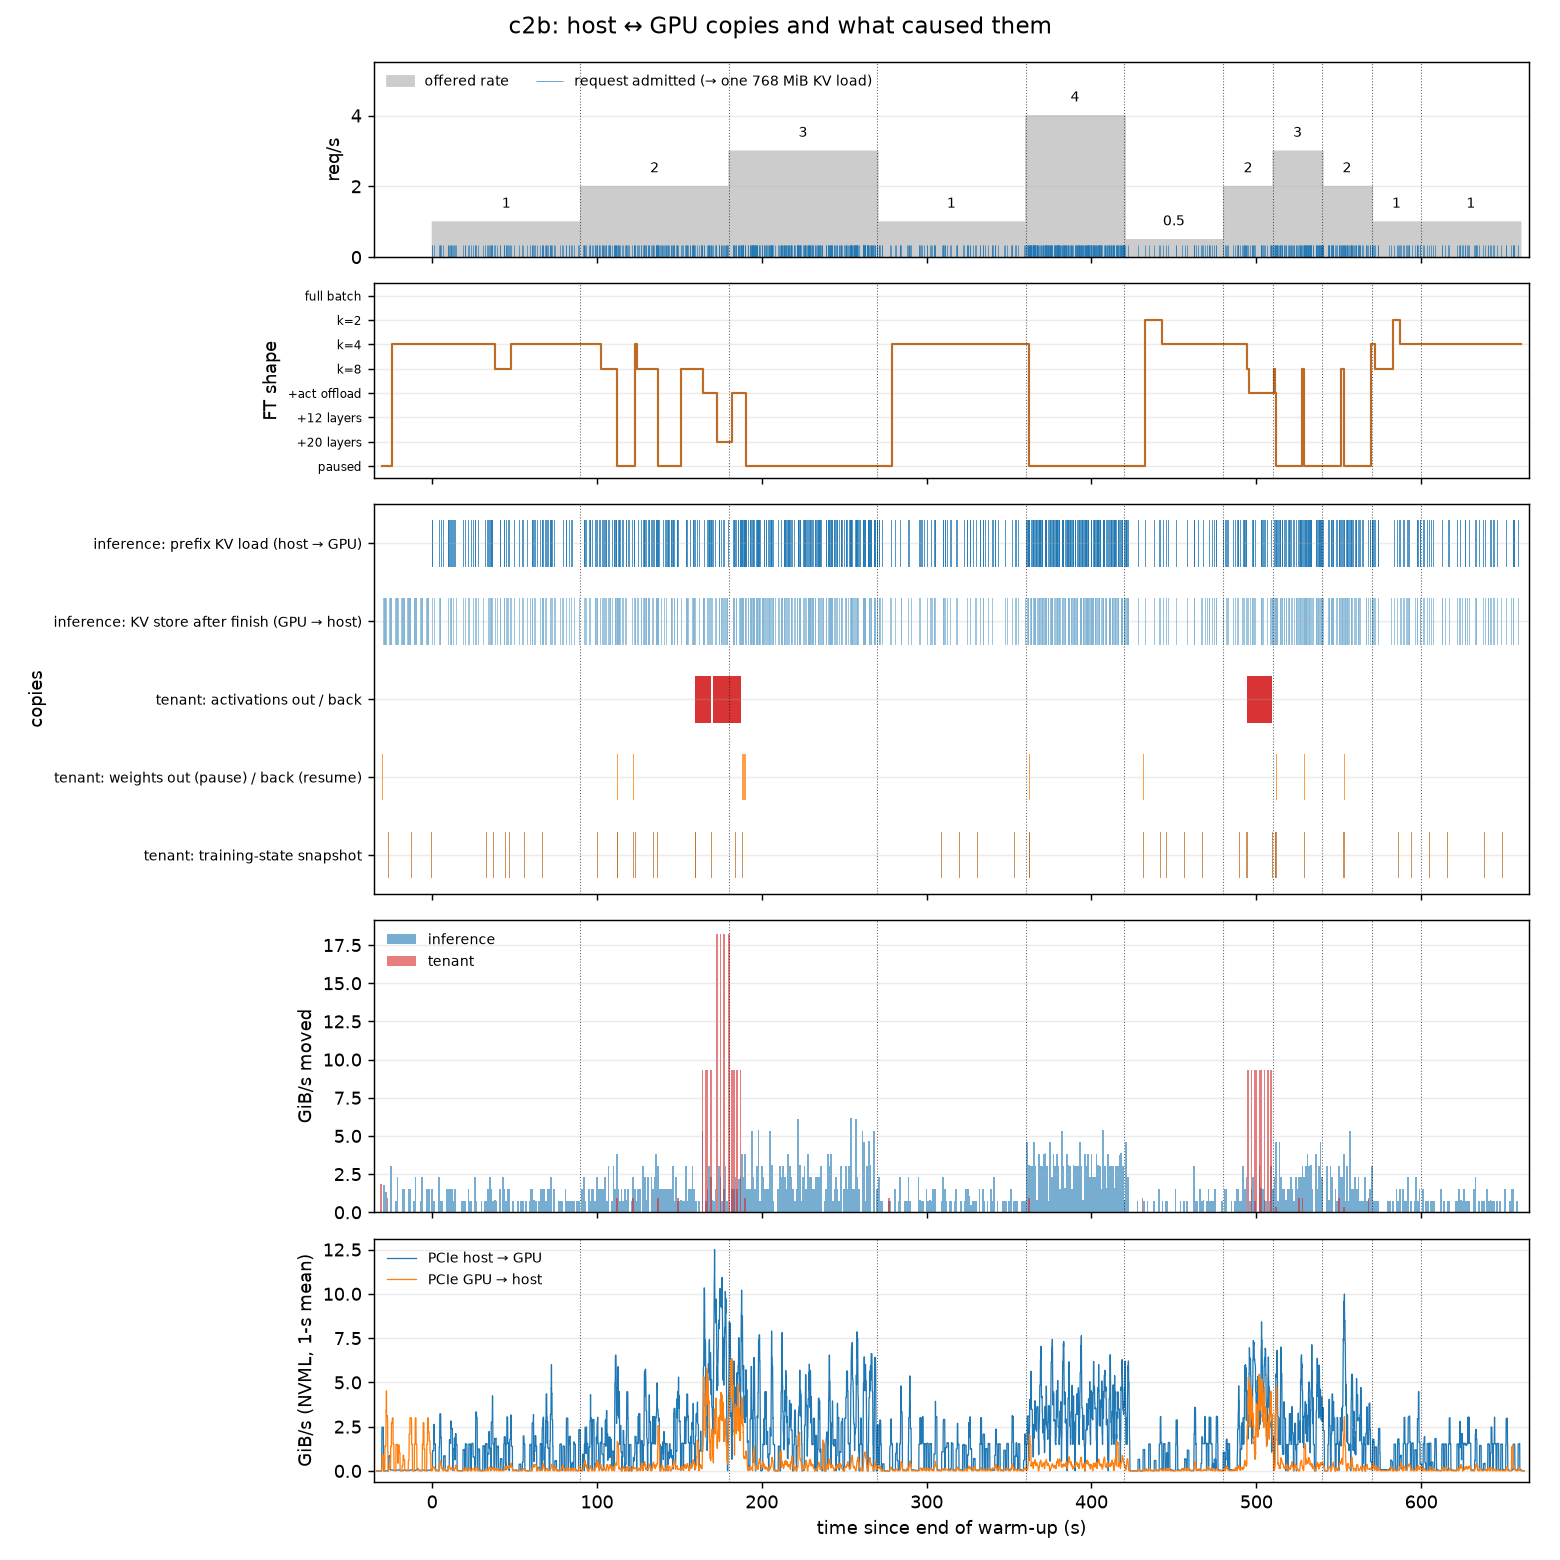 c2b: host ↔ GPU copies and what caused them
offered rate
request admitted (→ one 768 MiB KV load)
req/s
4
2
0
1
2
3
1
4
0.5
2
3
2
1
1
FT shape
full batch
k=2
k=4
k=8
+act offload
+12 layers
+20 layers
paused
copies
inference: prefix KV load (host → GPU)
inference: KV store after finish (GPU → host)
tenant: activations out / back
tenant: weights out (pause) / back (resume)
tenant: training-state snapshot
GiB/s moved
inference
tenant
17.5
15.0
12.5
10.0
7.5
5.0
2.5
0.0
GiB/s (NVML, 1-s mean)
PCIe host → GPU
PCIe GPU → host
12.5
10.0
7.5
5.0
2.5
0.0
0 100 200 300 400 500 600
time since end of warm-up (s)